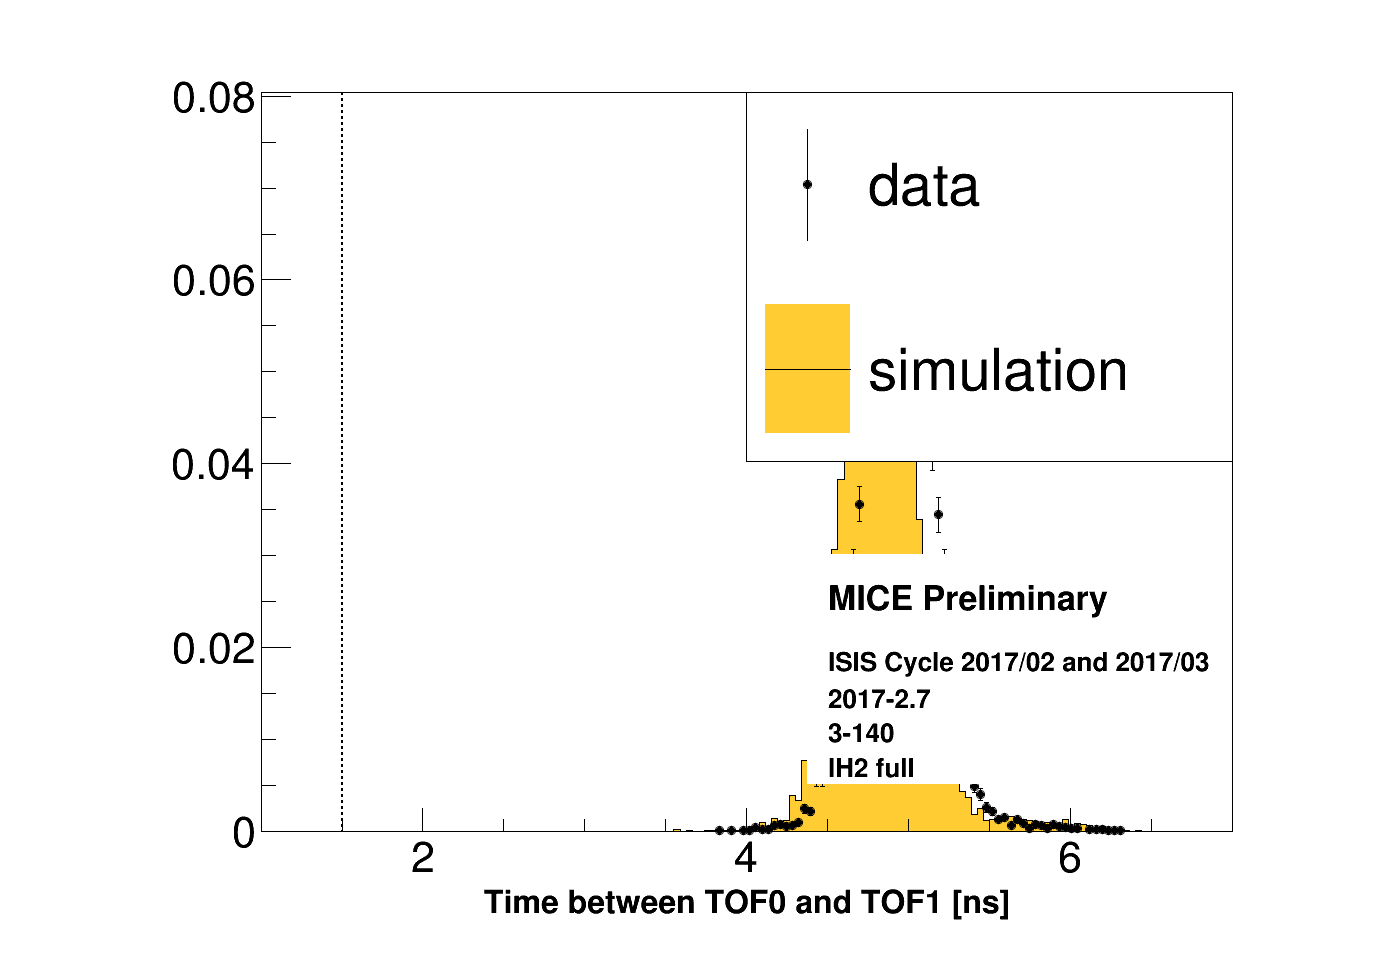 0.08
data
0.06
simulation
0.04
MICE Preliminary
0.02
ISIS Cycle 2017/02 and 2017/03
2017-2.7
3-140
IH2 full
0
2 4 6
Time between TOF0 and TOF1 [ns]